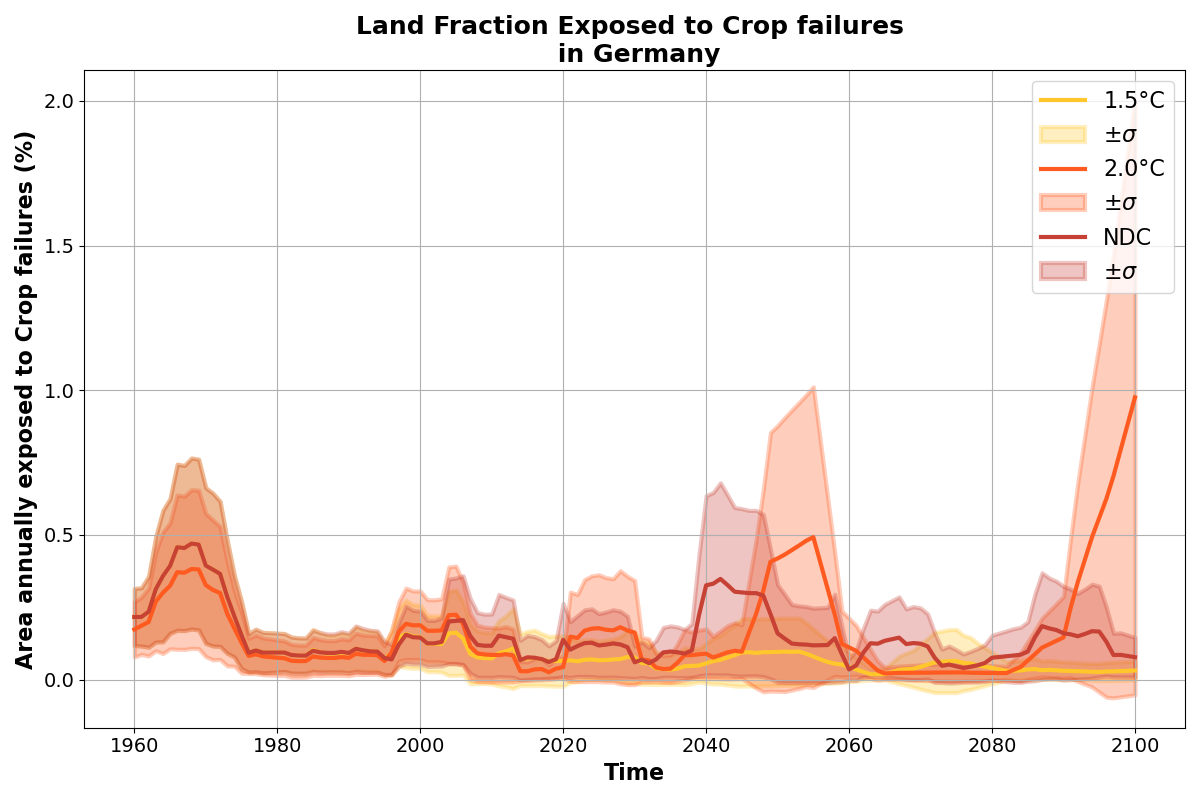 Land Fraction Exposed to Crop failures
in Germany
Area annually exposed to Crop failures (%)
2.0
1.5
1.0
0.5
0.0
1.5°C
±σ
2.0°C
±σ
NDC
±σ
1960
1980
2000
2020
2040
2060
2080
2100
Time